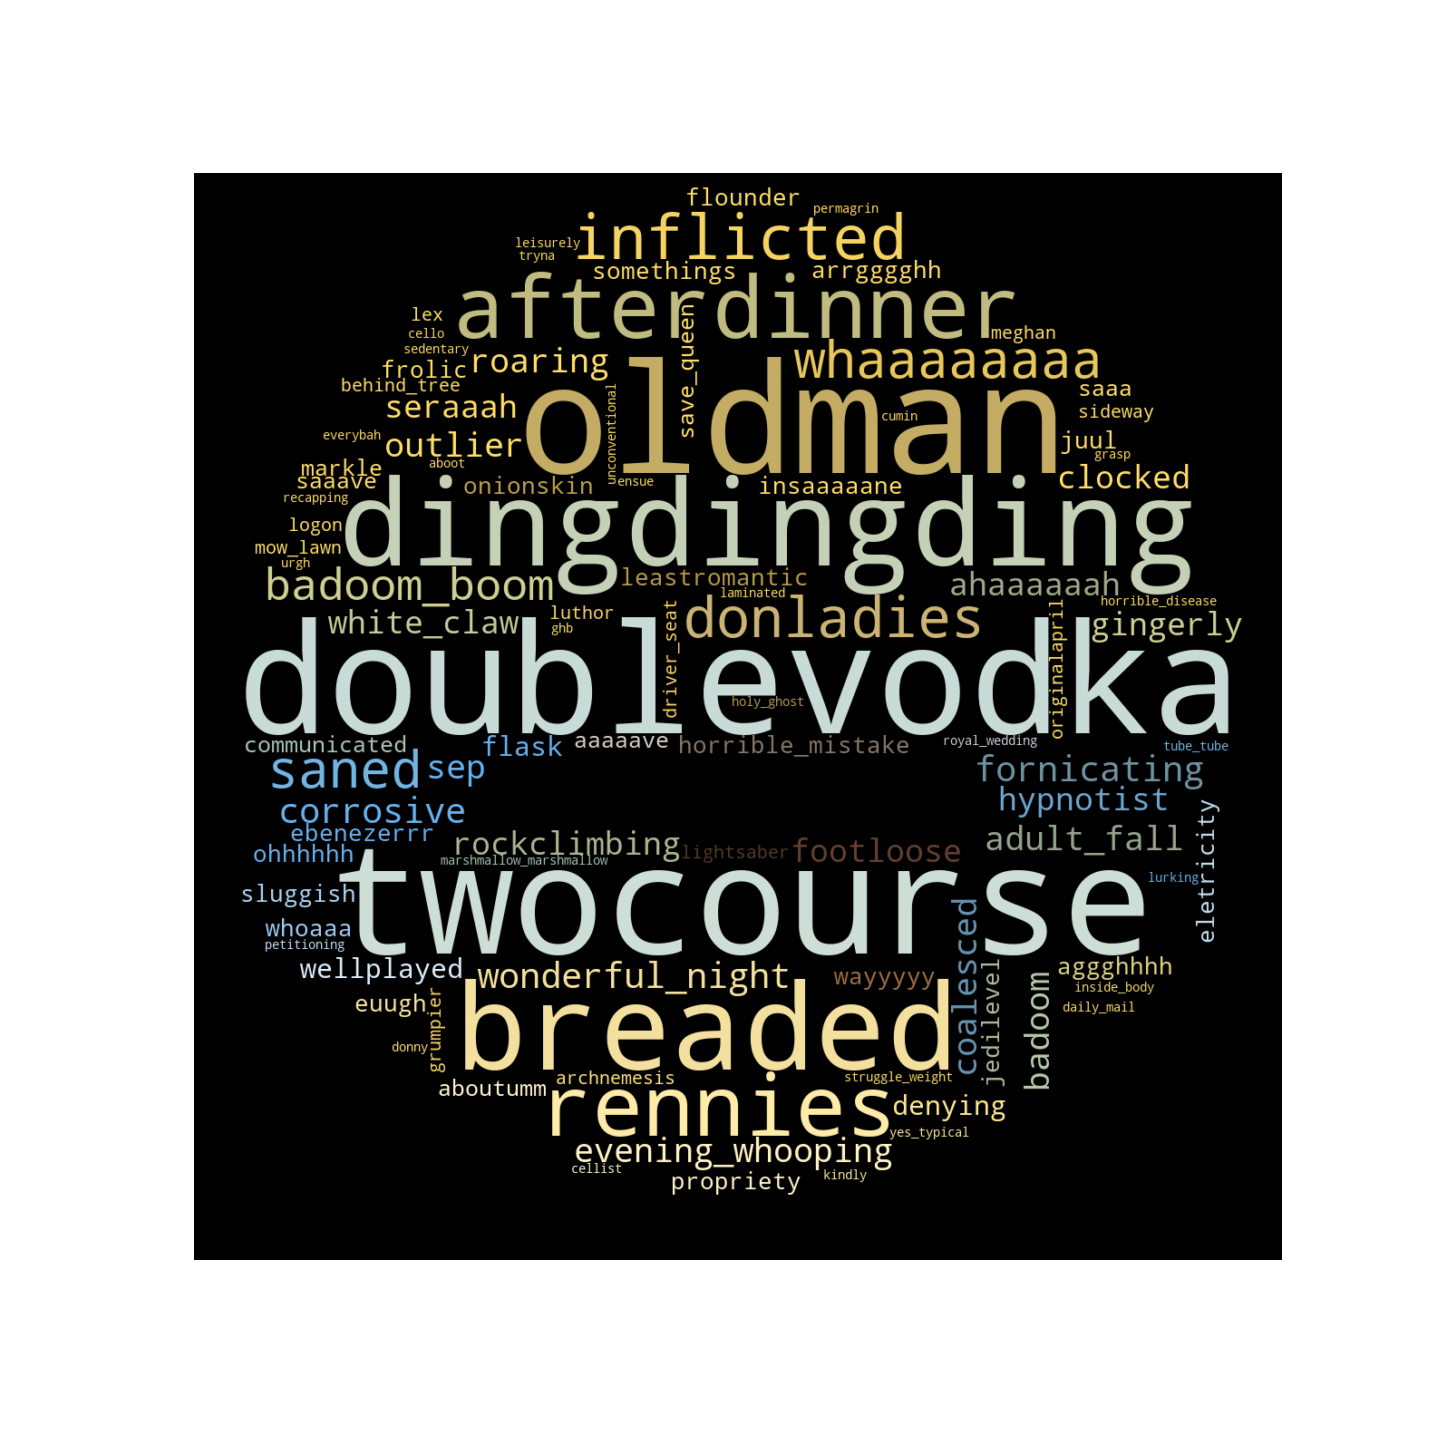 flounder
permagrin
inflicted
leisurely
tryna
somethings
arrgggghh
afterdinner
lex
cello
meghan
sedentary
roaring
save_queen
whaaaaaaaa
frolic
behind_tree
oldman
saaa
seraaah
unconventional
cumin
sideway
everybah
outlier
juul
aboot
grasp
markle
saaave
onionskin
ensue
insaaaaane
clocked
recapping
dingdingding
logon
mow_lawn
urgh
badoom_boom
leastromantic
ahaaaaaah
laminated
horrible_disease
white_claw
luthor
ghb
driver_seat
donladies
originalapril
gingerly
doublevodka
holy_ghost
communicated
flask
aaaaave
horrible_mistake
royal_wedding
tube_tube
saned
sep
fornicating
corrosive
hypnotist
eletricity
ebenezerrr
rockclimbing
lightsaber
footloose
adult_fall
ohhhhhh
marshmallow_marshmallow
twocourse
lurking
sluggish
whoaaa
petitioning
coalesced
wellplayed
wonderful_night
wayyyyy
aggghhhh
inside_body
euugh
grumpier
breaded
jedilevel
badoom
daily_mail
donny
aboutumm
archnemesis
struggle_weight
rennies
denying
yes_typical
evening_whooping
cellist
propriety
kindly